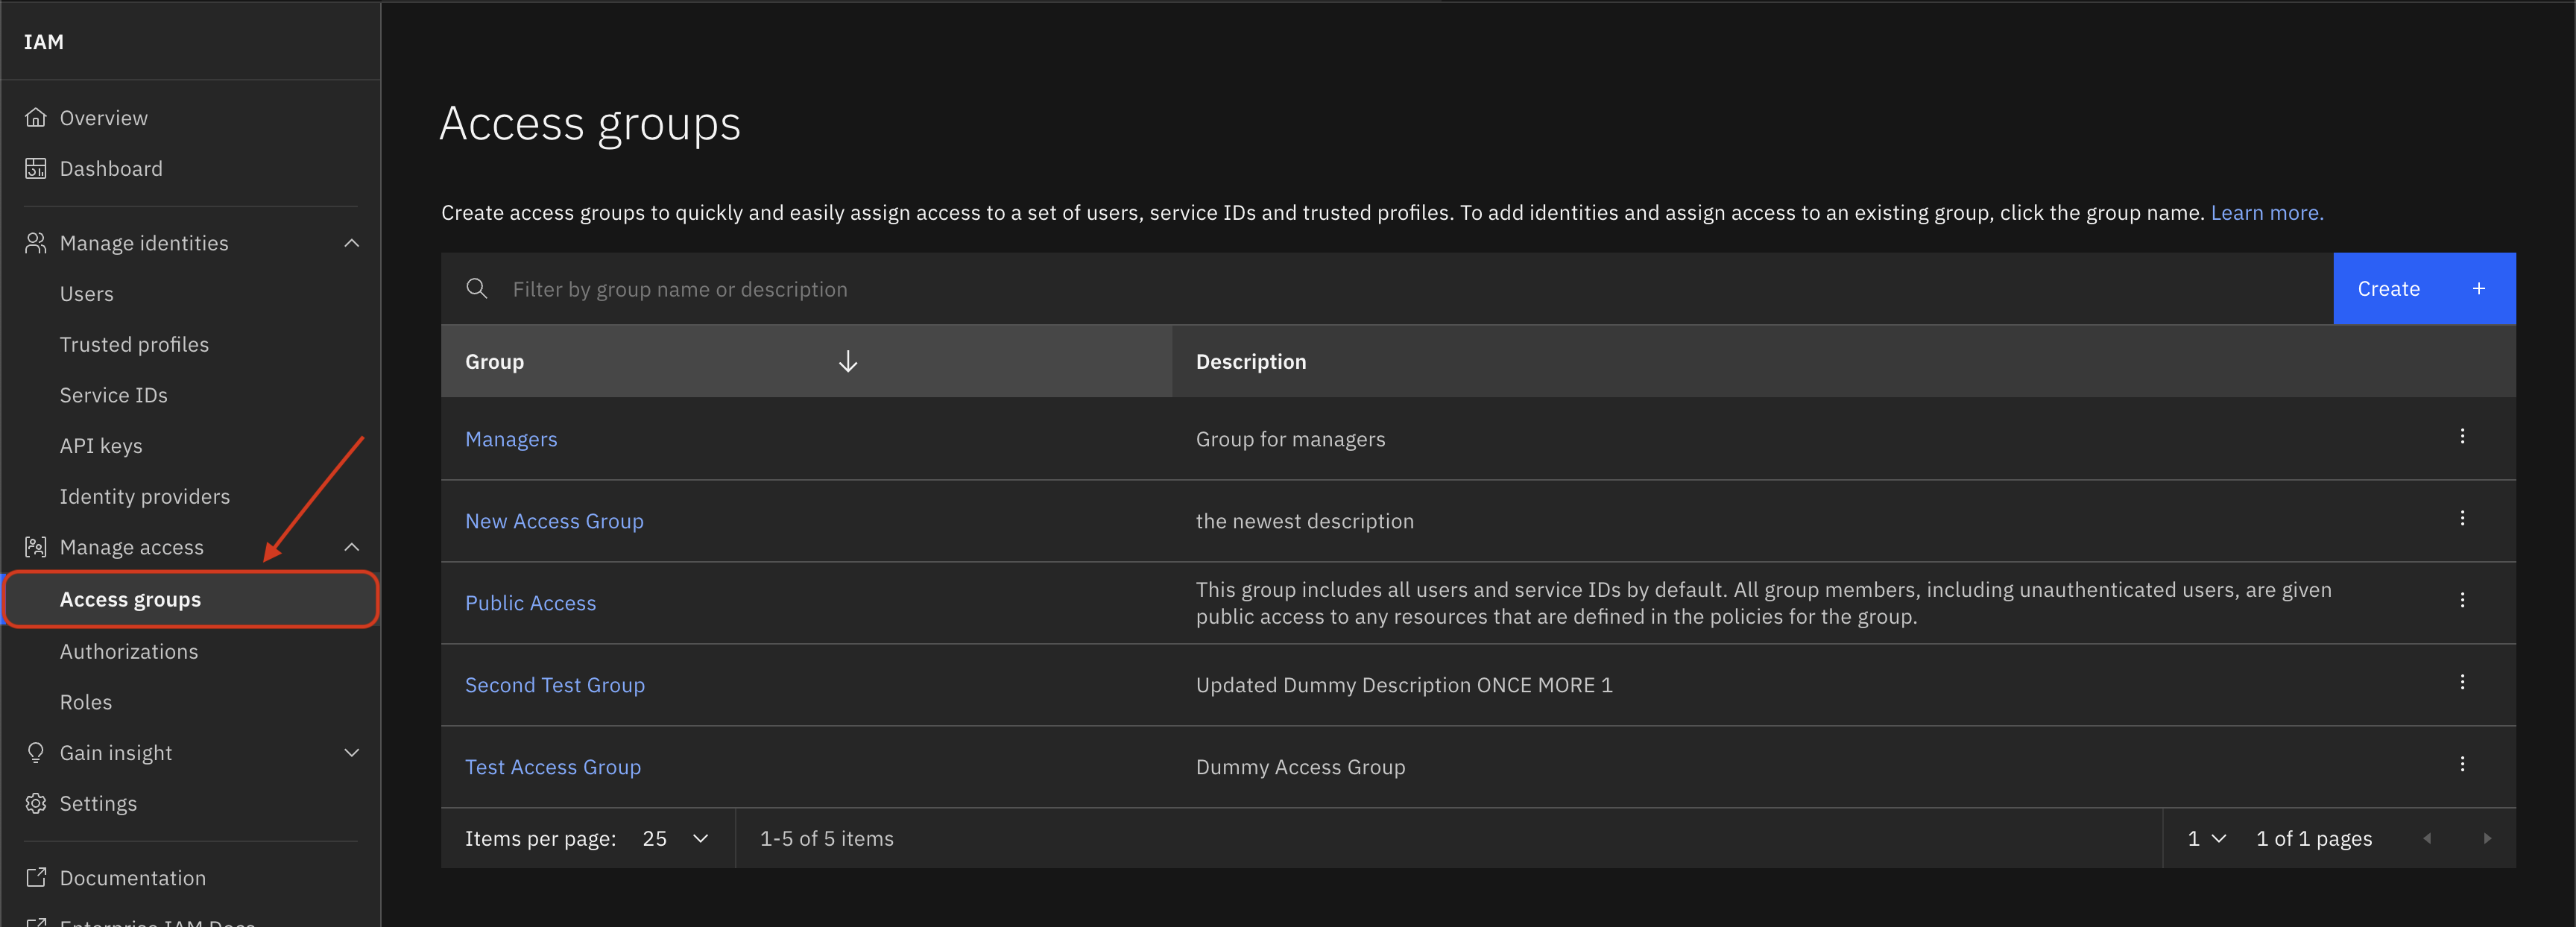 IAM
Overview
Dashboard
Manage identities
Users
Trusted profiles
Service IDs
API keys
Identity providers
Manage access
Access groups
Authorizations
Roles
Gain insight
Settings
Documentation
Enterprise IAM Docs
Access groups
Create access groups to quickly and easily assign access to a set of users, service IDs and trusted profiles. To add identities and assign access to an existing group, click the group name. Learn more.
Filter by group name or description
Create +
Group Description
Managers Group for managers
New Access Group the newest description
Public Access This group includes all users and service IDs by default. All group members, including unauthenticated users, are given
public access to any resources that are defined in the policies for the group.
Second Test Group Updated Dummy Description ONCE MORE 1
Test Access Group Dummy Access Group
Items per page: 25 1-5 of 5 items 1 1 of 1 pages